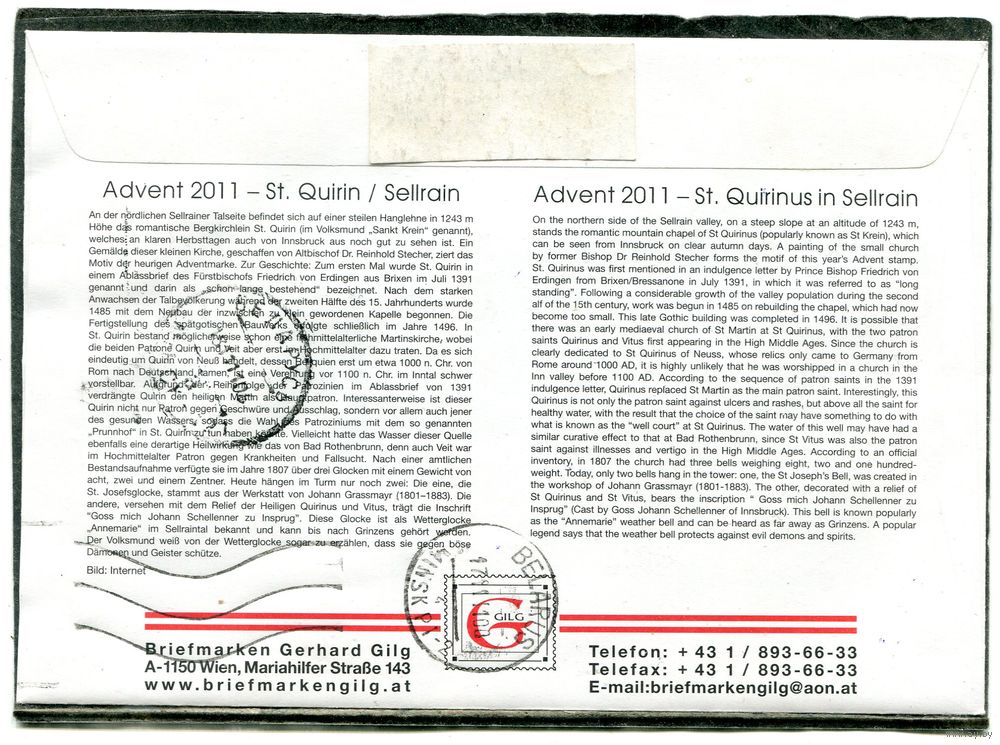 Advent 2011 – St. Quirin / Sellrain
An der nördlichen Sellrainer Talseite befindet sich auf einer steilen Hanglehne in 1243 m
Höhe das romantische Bergkirchlein St. Quirin (im Volksmund „Sankt Krein“ genannt),
welches an klaren Herbsttagen auch von Innsbruck aus noch gut zu sehen ist. Ein
Gemälde dieser kleinen Kirche, geschaffen von Altbischof Dr. Reinhold Stecher, ziert das
Motiv der heurigen Adventmarke. Zur Geschichte: Zum ersten Mal wurde St. Quirin in
einem Ablassbrief des Fürstbischofs Friedrich von Erdingen aus Brixen im Juli 1391
genannt und darin als „schon lange bestehend“ bezeichnet. Nach dem starken
Anwachsen der Talbevölkerung während der zweiten Hälfte des 15. Jahrhunderts wurde
1485 mit dem Neubau der inzwischen zu klein gewordenen Kapelle begonnen. Die
Fertigstellung des spätgotischen Bauwerks erfolgte schließlich im Jahre 1496. In
St. Quirin bestand möglicherweise schon eine frühmittelalterliche Martinskirche, wobei
die beiden Patrone Quirin und Veit aber erst im Hochmittelalter dazu traten. Da es sich
eindeutig um Quirin von Neuß handelt, dessen Reliquien erst um etwa 1000 n. Chr. von
Rom nach Deutschland kamen, ist eine Verehrung vor 1100 n. Chr. im Inntal schwer
vorstellbar. Aufgrund der Reihenfolge der Patrozinien im Ablassbrief von 1391
verdrängte Quirin den heiligen Martin als Hauptpatron. Interessanterweise ist dieser
Quirin nicht nur Patron gegen Geschwüre und Ausschlag, sondern vor allem auch jener
des gesunden Wassers, sodass die Wahl des Patroziniums mit dem so genannten
„Prunnhof“ in St. Quirin zu tun haben könnte. Vielleicht hatte das Wasser dieser Quelle
ebenfalls eine derartige Heilwirkung wie das von Bad Rothenbrunn, denn auch Veit war
im Hochmittelalter Patron gegen Krankheiten und Fallsucht. Nach einer amtlichen
Bestandsaufnahme verfügte sie im Jahre 1807 über drei Glocken mit einem Gewicht von
acht, zwei und einem Zentner. Heute hängen im Turm nur noch zwei: Die eine, die
St. Josefsglocke, stammt aus der Werkstatt von Johann Grassmayr (1801–1883). Die
andere, versehen mit dem Relief der Heiligen Quirinus und Vitus, trägt die Inschrift
"Goss mich Johann Schellenner zu Insprug". Diese Glocke ist als Wetterglocke
„Annemarie“ im Sellraintal bekannt und kann bis nach Grinzens gehört werden.
Der Volksmund weiß von der Wetterglocke sogar zu erzählen, dass sie gegen böse
Dämonen und Geister schütze.
Bild: Internet
Advent 2011 – St. Quirinus in Sellrain
On the northern side of the Sellrain valley, on a steep slope at an altitude of 1243 m,
stands the romantic mountain chapel of St Quirinus (popularly known as St Krein), which
can be seen from Innsbruck on clear autumn days. A painting of the small church
by former Bishop Dr Reinhold Stecher forms the motif of this year's Advent stamp.
St. Quirinus was first mentioned in an indulgence letter by Prince Bishop Friedrich von
Erdingen from Brixen/Bressanone in July 1391, in which it was referred to as “long
standing”. Following a considerable growth of the valley population during the second
alf of the 15th century, work was begun in 1485 on rebuilding the chapel, which had now
become too small. This late Gothic building was completed in 1496. It is possible that
there was an early mediaeval church of St Martin at St Quirinus, with the two patron
saints Quirinus and Vitus first appearing in the High Middle Ages. Since the church is
clearly dedicated to St Quirinus of Neuss, whose relics only came to Germany from
Rome around 1000 AD, it is highly unlikely that he was worshipped in a church in the
Inn valley before 1100 AD. According to the sequence of patron saints in the 1391
indulgence letter, Quirinus replaced St Martin as the main patron saint. Interestingly, this
Quirinus is not only the patron saint against ulcers and rashes, but above all the saint for
healthy water, with the result that the choice of the saint may have something to do with
what is known as the “well court” at St Quirinus. The water of this well may have had a
similar curative effect to that at Bad Rothenbrunn, since St Vitus was also the patron
saint against illnesses and vertigo in the High Middle Ages. According to an official
inventory, in 1807 the church had three bells weighing eight, two and one hundred-
weight. Today, only two bells hang in the tower: one, the St Joseph's Bell, was created in
the workshop of Johann Grassmayr (1801-1883). The other, decorated with a relief of
St Quirinus and St Vitus, bears the inscription “ Goss mich Johann Schellenner zu
Insprug” (Cast by Goss Johann Schellenner of Innsbruck). This bell is known popularly
as the “Annemarie” weather bell and can be heard as far away as Grinzens. A popular
legend says that the weather bell protects against evil demons and spirits.
BELARUS
MINSK
G
GILG
Briefmarken Gerhard Gilg
A-1150 Wien, Mariahilfer Straße 143
www.briefmarkengilg.at
Telefon: + 43 1 / 893-66-33
Telefax: + 43 1 / 893-66-33
E-mail:briefmarkengilg@aon.at